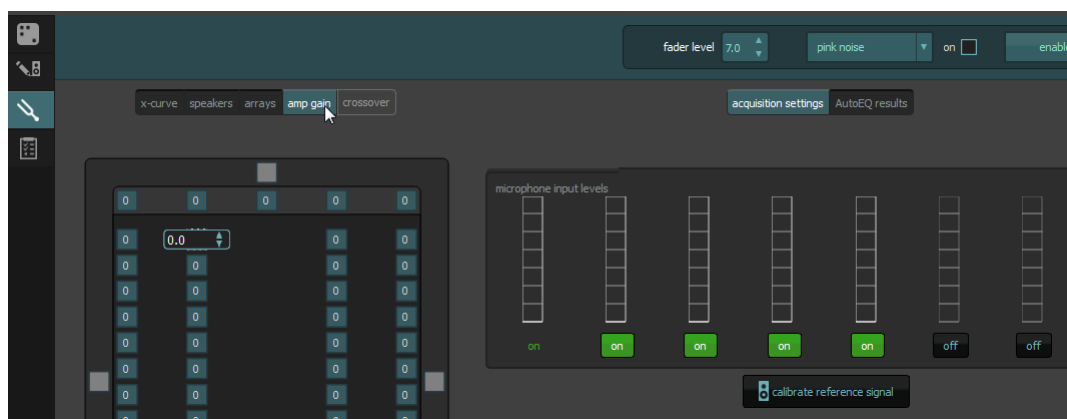 fader level 7.0 pink noise on enabl
x-curve speakers arrays amp gain crossover acquisition settings AutoEQ results
microphone input levels
0 0 0 0 0
0 0.0 0 0
0 0 0 0
0 0 0 0
0 0 0 0
0 0 0 0
on on on on on off off
0 0 0 0
0 0 0 0
calibrate reference signal
0 0 0 0